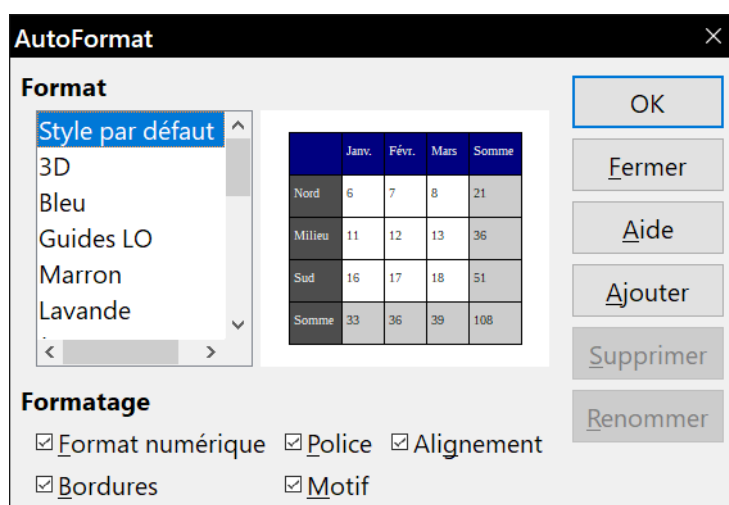 AutoFormat
Format
Style par défaut
3D
Bleu
Guides LO
Marron
Lavande
Janv. Févr. Mars Somme
Nord 6 7 8 21
Milieu 11 12 13 36
Sud 16 17 18 51
Somme 33 36 39 108
OK
Fermer
Aide
Ajouter
Supprimer
Renommer
Formatage
Format numérique Police Alignement
Bordures Motif